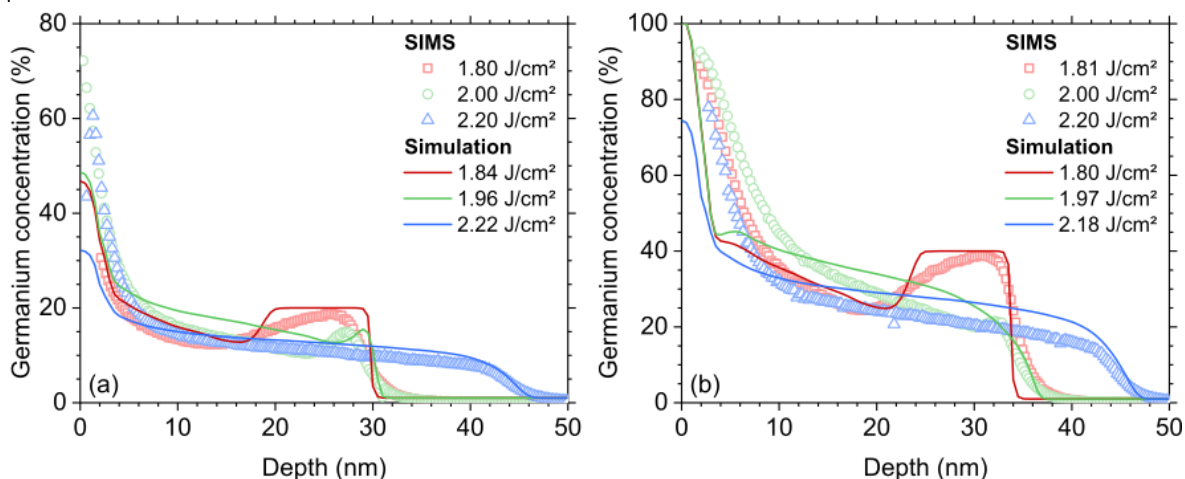 Germanium concentration (%)
80
60
40
20
0
0 10 20 30 40 50
Depth (nm)
(a)
SIMS
1.80 J/cm²
2.00 J/cm²
2.20 J/cm²
Simulation
1.84 J/cm²
1.96 J/cm²
2.22 J/cm²
Germanium concentration (%)
100
80
60
40
20
0
0 10 20 30 40 50
Depth (nm)
(b)
SIMS
1.81 J/cm²
2.00 J/cm²
2.20 J/cm²
Simulation
1.80 J/cm²
1.97 J/cm²
2.18 J/cm²